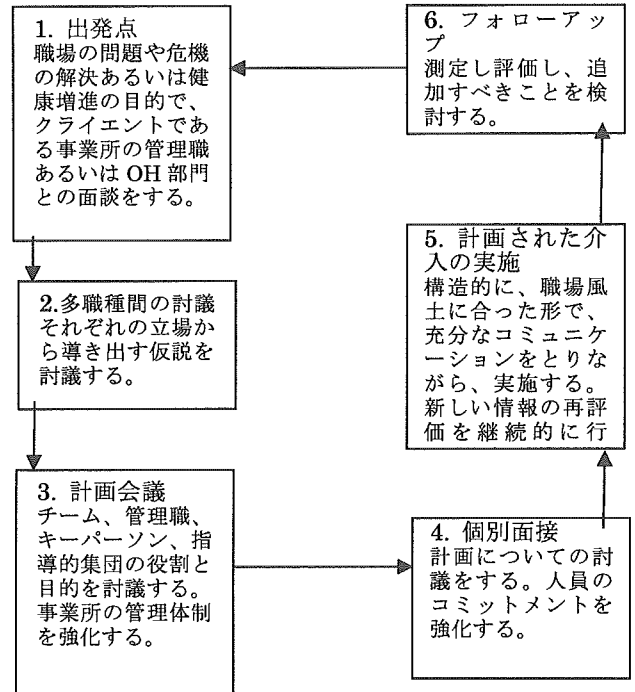 1. 出発点
職場の問題や危機
の解決あるいは健
康増進の目的で、
クライエントであ
る事業所の管理職
あるいは OH 部門
との面談をする。
2.多職種間の討議
それぞれの立場か
ら導き出す仮説を
討議する。
3. 計画会議
チーム、管理職、
キーパーソン、指
導的集団の役割と
目的を討議する。
事業所の管理体制
を強化する。
4. 個別面接
計画についての討
議をする。人員の
コミットメントを
強化する。
5. 計画された介
入の実施
構造的に、職場風
土に合った形で、
充分なコミュニケ
ーションをとりな
がら、実施する。
新しい情報の再評
価を継続的に行
6. フォローアッ
プ
測定し評価し、追
加すべきことを検
討する。